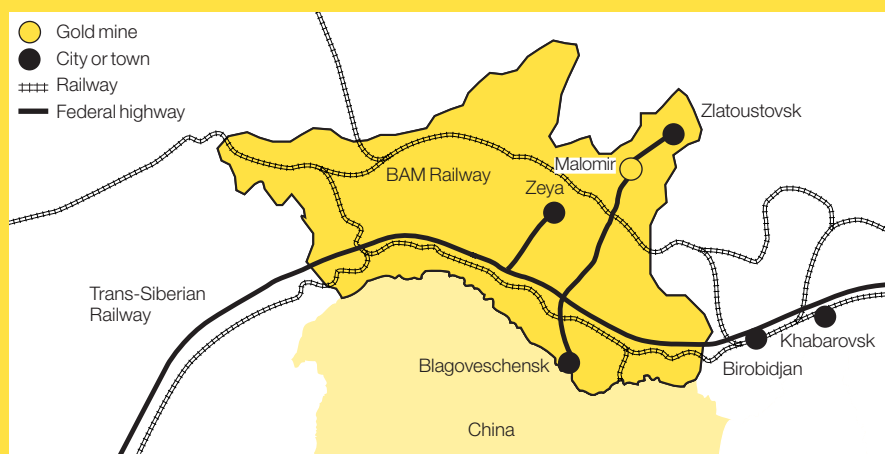 Gold mine
City or town
Railway
Federal highway
Zlatoustovsk
Malomir
BAM Railway
Zeya
Trans-Siberian
Railway
Khabarovsk
Blagoveschensk
Birobidjan
China